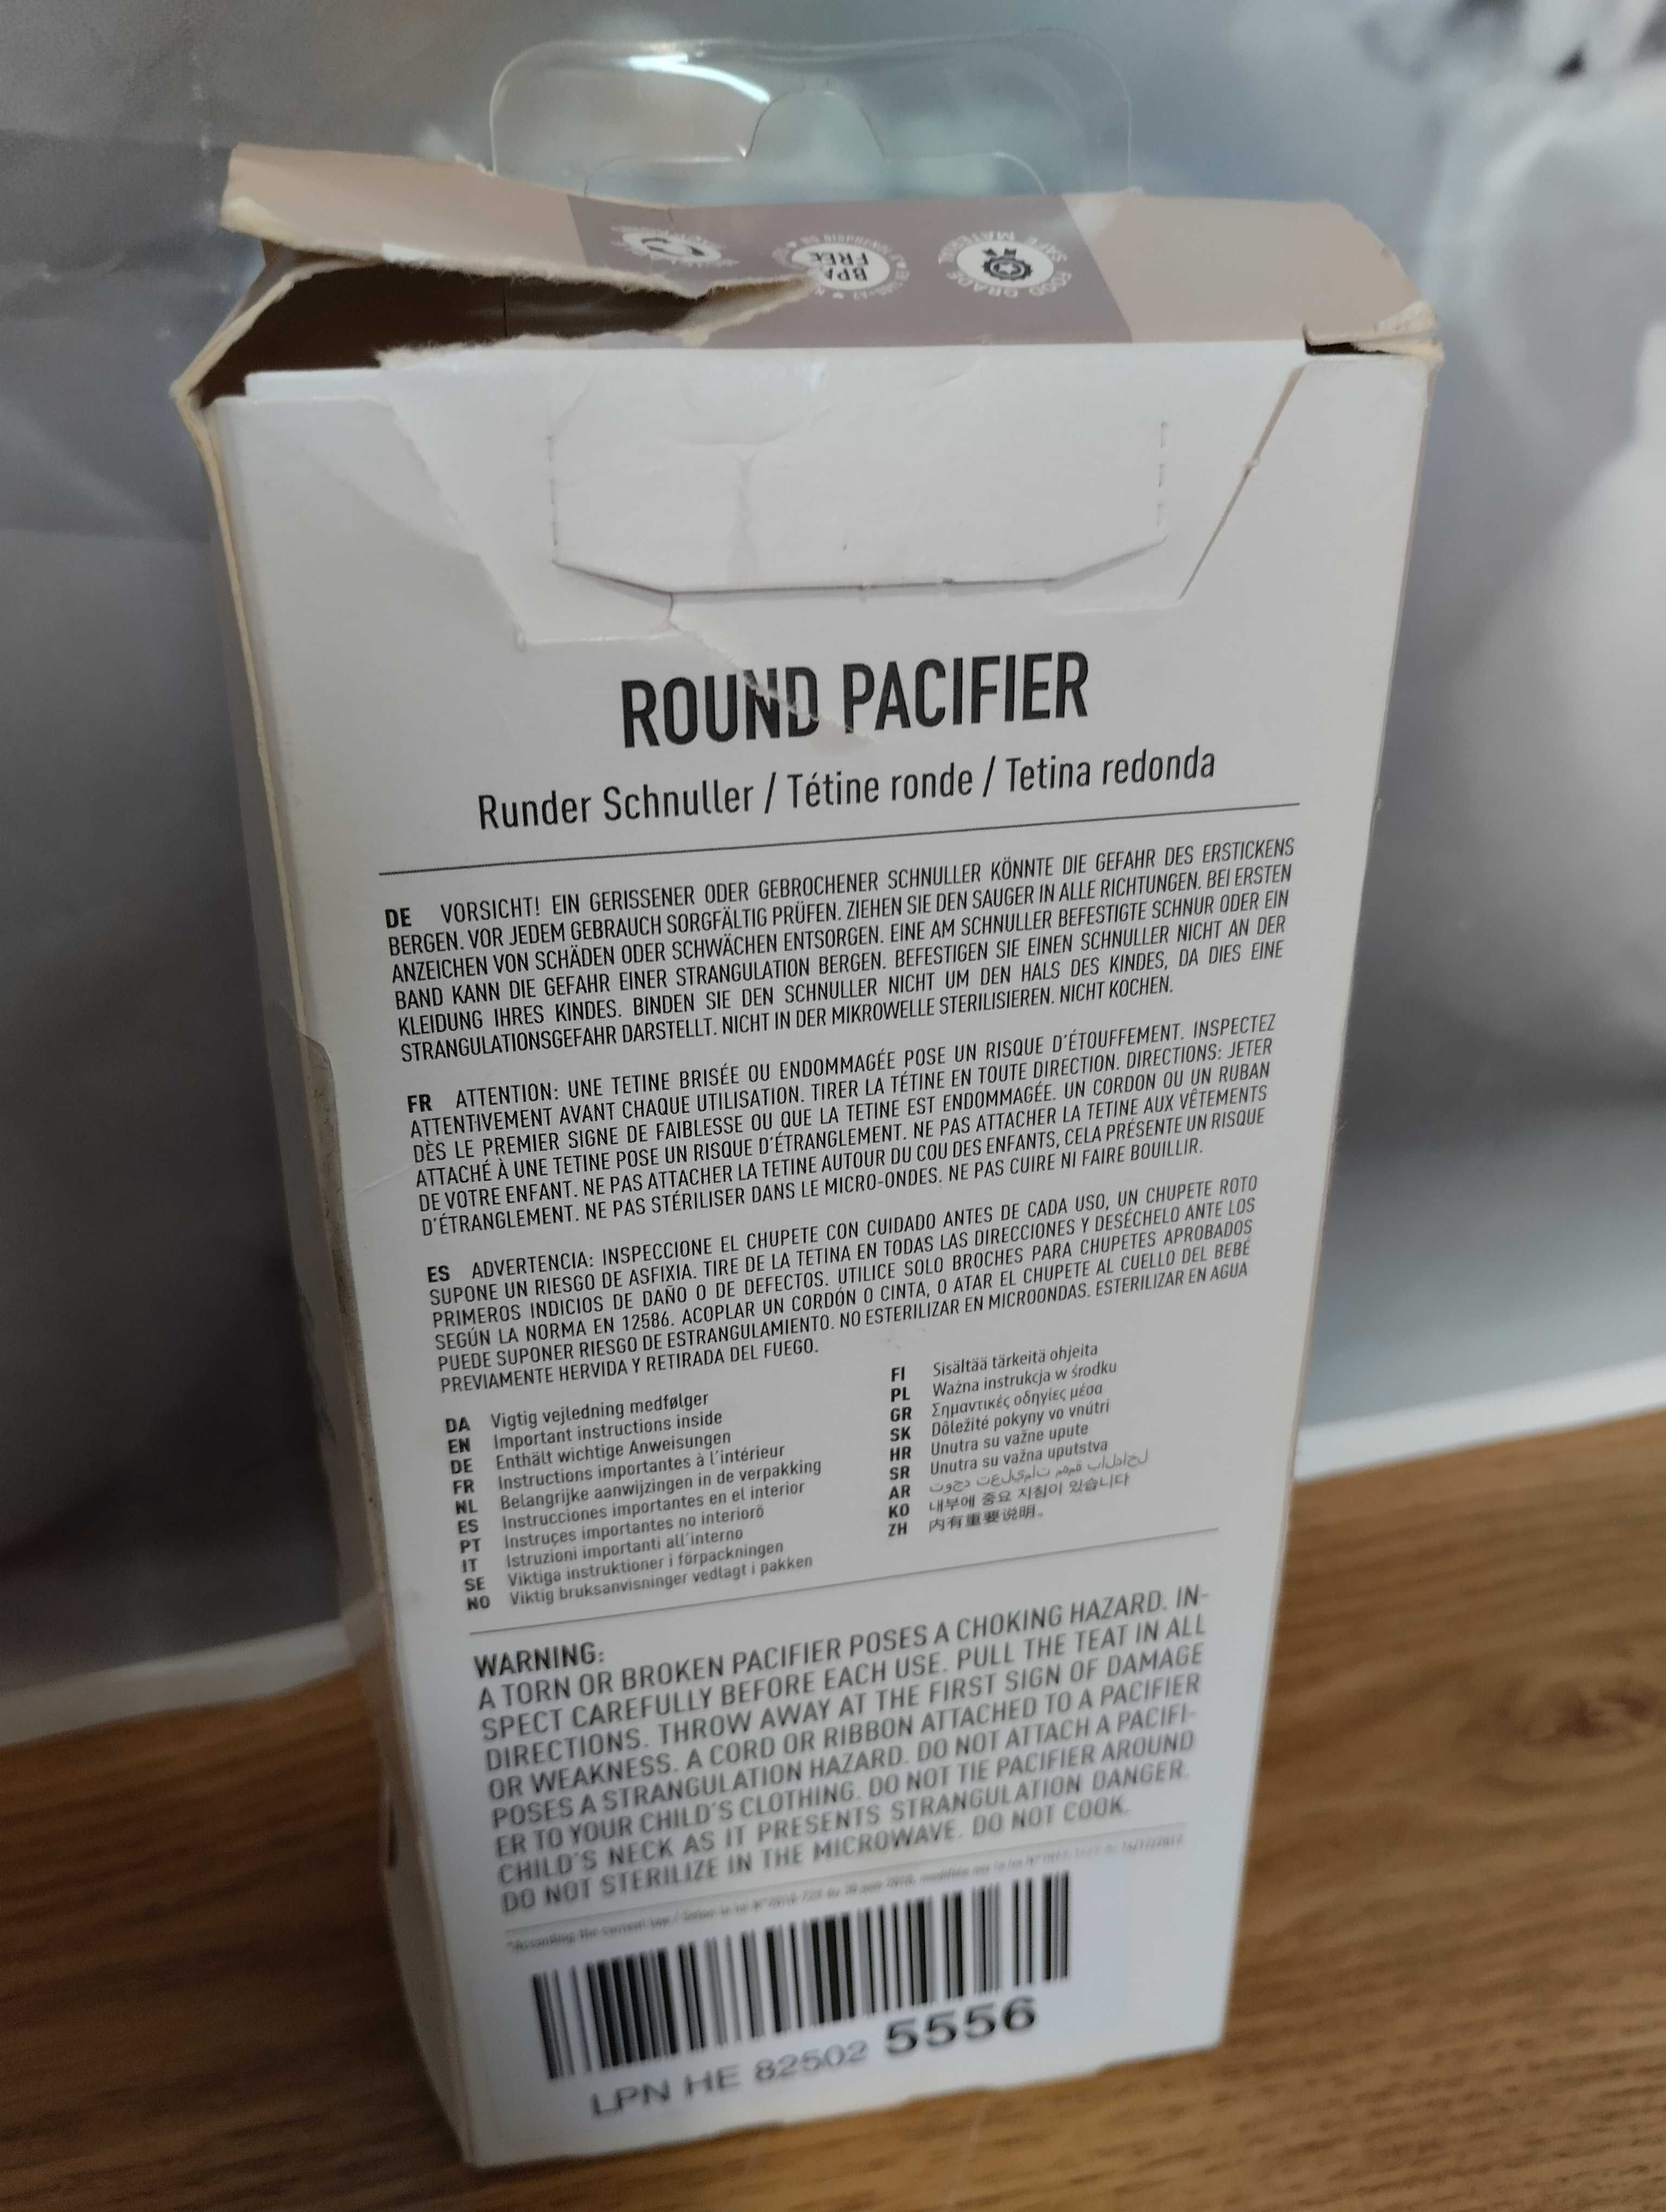 FOOD GRADE
SAFE MATERIAL
BPA
FREE
ROUND PACIFIER
Runder Schnuller / Tétine ronde / Tetina redonda
DE VORSICHT! EIN GERISSENER ODER GEBROCHENER SCHNULLER KÖNNTE DIE GEFAHR DES ERSTICKENS
BERGEN. VOR JEDEM GEBRAUCH SORGFÄLTIG PRÜFEN. ZIEHEN SIE DEN SAUGER IN ALLE RICHTUNGEN. BEI ERSTEN
ANZEICHEN VON SCHÄDEN ODER SCHWÄCHEN ENTSORGEN. EINE AM SCHNULLER BEFESTIGTE SCHNUR ODER EIN
BAND KANN DIE GEFAHR EINER STRANGULATION BERGEN. BEFESTIGEN SIE EINEN SCHNULLER NICHT AN DER
KLEIDUNG IHRES KINDES. BINDEN SIE DEN SCHNULLER NICHT UM DEN HALS DES KINDES, DA DIES EINE
STRANGULATIONSGEFAHR DARSTELLT. NICHT IN DER MIKROWELLE STERILISIEREN. NICHT KOCHEN.
FR ATTENTION: UNE TETINE BRISÉE OU ENDOMMAGÉE POSE UN RISQUE D'ÉTOUFFEMENT. INSPECTEZ
ATTENTIVEMENT AVANT CHAQUE UTILISATION. TIRER LA TÉTINE EN TOUTE DIRECTION. DIRECTIONS: JETER
DÈS LE PREMIER SIGNE DE FAIBLESSE OU QUE LA TETINE EST ENDOMMAGÉE. UN CORDON OU UN RUBAN
ATTACHÉ À UNE TETINE POSE UN RISQUE D'ÉTRANGLEMENT. NE PAS ATTACHER LA TETINE AUX VÊTEMENTS
DE VOTRE ENFANT. NE PAS ATTACHER LA TETINE AUTOUR DU COU DES ENFANTS, CELA PRÉSENTE UN RISQUE
D'ÉTRANGLEMENT. NE PAS STÉRILISER DANS LE MICRO-ONDES. NE PAS CUIRE NI FAIRE BOUILLIR.
ES ADVERTENCIA: INSPECCIONE EL CHUPETE CON CUIDADO ANTES DE CADA USO, UN CHUPETE ROTO
SUPONE UN RIESGO DE ASFIXIA. TIRE DE LA TETINA EN TODAS LAS DIRECCIONES Y DESÉCHELO ANTE LOS
PRIMEROS INDICIOS DE DAÑO O DE DEFECTOS. UTILICE SOLO BROCHES PARA CHUPETES APROBADOS
SEGÚN LA NORMA EN 12586. ACOPLAR UN CORDÓN O CINTA, O ATAR EL CHUPETE AL CUELLO DEL BEBÉ
PUEDE SUPONER RIESGO DE ESTRANGULAMIENTO. NO ESTERILIZAR EN MICROONDAS. ESTERILIZAR EN AGUA
PREVIAMENTE HERVIDA Y RETIRADA DEL FUEGO.
DA Vigtig vejledning medfølger
EN Important instructions inside
DE Enthält wichtige Anweisungen
FR Instructions importantes à l'intérieur
NL Belangrijke aanwijzingen in de verpakking
ES Instrucciones importantes en el interior
PT Instruçes importantes no interiorõ
IT Istruzioni importanti all'interno
SE Viktiga instruktioner i förpackningen
NO Viktig bruksanvisninger vedlagt i pakken
FI Sisältää tärkeitä ohjeita
PL Ważna instrukcja w środku
GR Σημαντικές οδηγίες μέσα
SK Dôležité pokyny vo vnútri
HR Unutra su važne upute
SR Unutra su važna uputstva
AR
KO 내부에 중요 지침이 있습니다
ZH 内有重要说明。
WARNING:
A TORN OR BROKEN PACIFIER POSES A CHOKING HAZARD. IN-
SPECT CAREFULLY BEFORE EACH USE. PULL THE TEAT IN ALL
DIRECTIONS. THROW AWAY AT THE FIRST SIGN OF DAMAGE
OR WEAKNESS. A CORD OR RIBBON ATTACHED TO A PACIFIER
POSES A STRANGULATION HAZARD. DO NOT ATTACH A PACIFI-
ER TO YOUR CHILD'S CLOTHING. DO NOT TIE PACIFIER AROUND
CHILD'S NECK AS IT PRESENTS STRANGULATION DANGER.
DO NOT STERILIZE IN THE MICROWAVE. DO NOT COOK.
*According the current law / Selon la loi
LPN HE 82502 5556